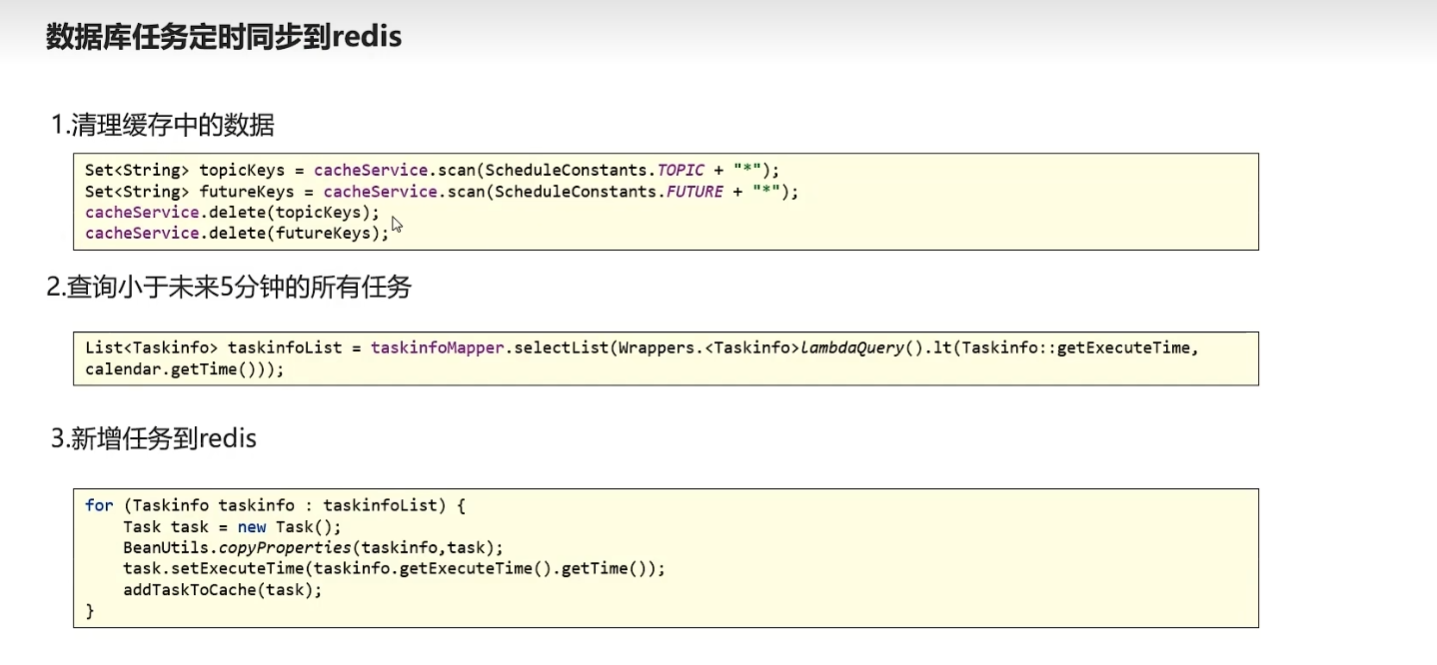 数据库任务定时同步到redis
1.清理缓存中的数据
Set<String> topicKeys = cacheService.scan(ScheduleConstants.TOPIC + "*");
Set<String> futureKeys = cacheService.scan(ScheduleConstants.FUTURE + "*");
cacheService.delete(topicKeys);
cacheService.delete(futureKeys);
2.查询小于未来5分钟的所有任务
List<Taskinfo> taskinfoList = taskinfoMapper.selectList(Wrappers.<Taskinfo>lambdaQuery().lt(Taskinfo::getExecuteTime,
calendar.getTime()));
3.新增任务到redis
for (Taskinfo taskinfo : taskinfoList) {
    Task task = new Task();
    BeanUtils.copyProperties(taskinfo,task);
    task.setExecuteTime(taskinfo.getExecuteTime().getTime());
    addTaskToCache(task);
}